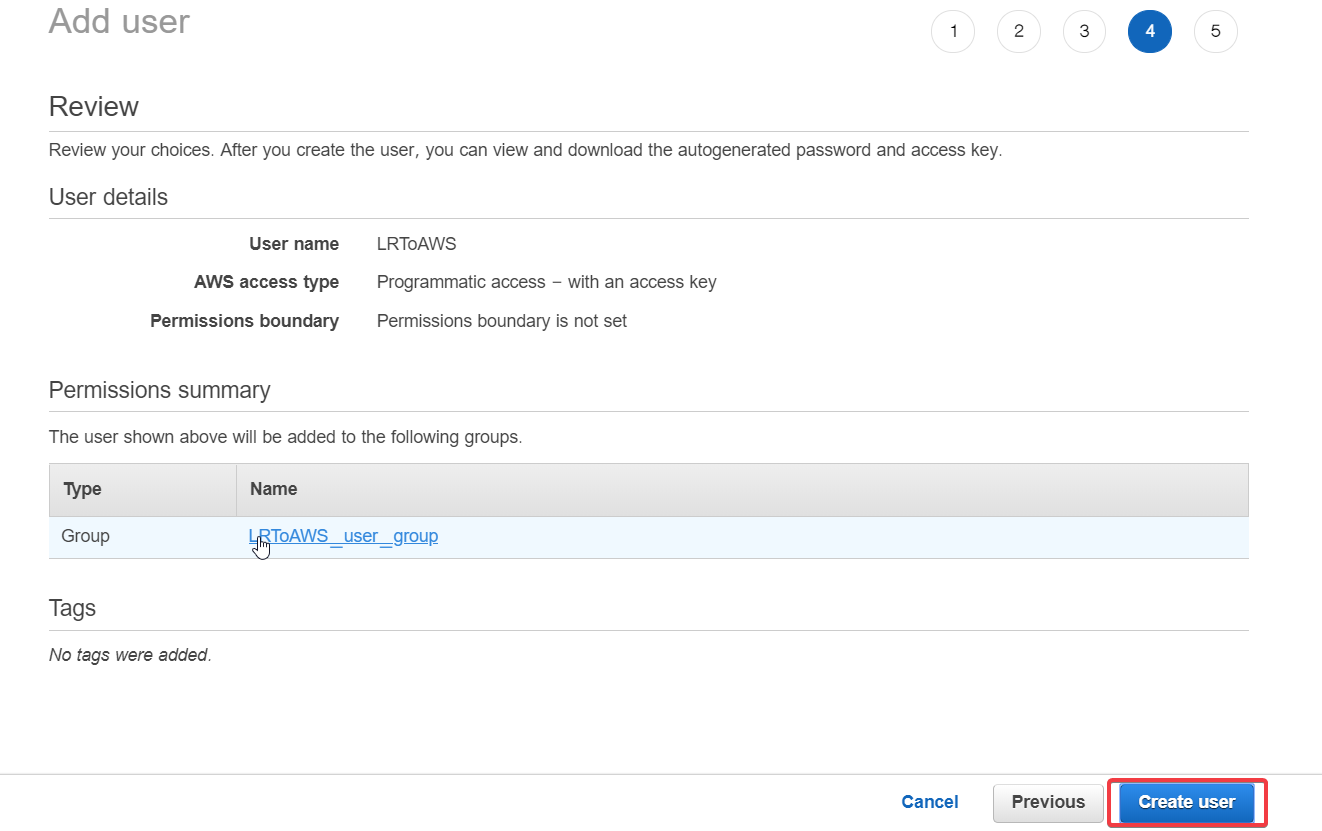 Add user
1 2 3 4 5
Review
Review your choices. After you create the user, you can view and download the autogenerated password and access key.
User details
User name LRToAWS
AWS access type Programmatic access – with an access key
Permissions boundary Permissions boundary is not set
Permissions summary
The user shown above will be added to the following groups.
Type Name
Group LRToAWS_user_group
Tags
No tags were added.
Cancel Previous Create user